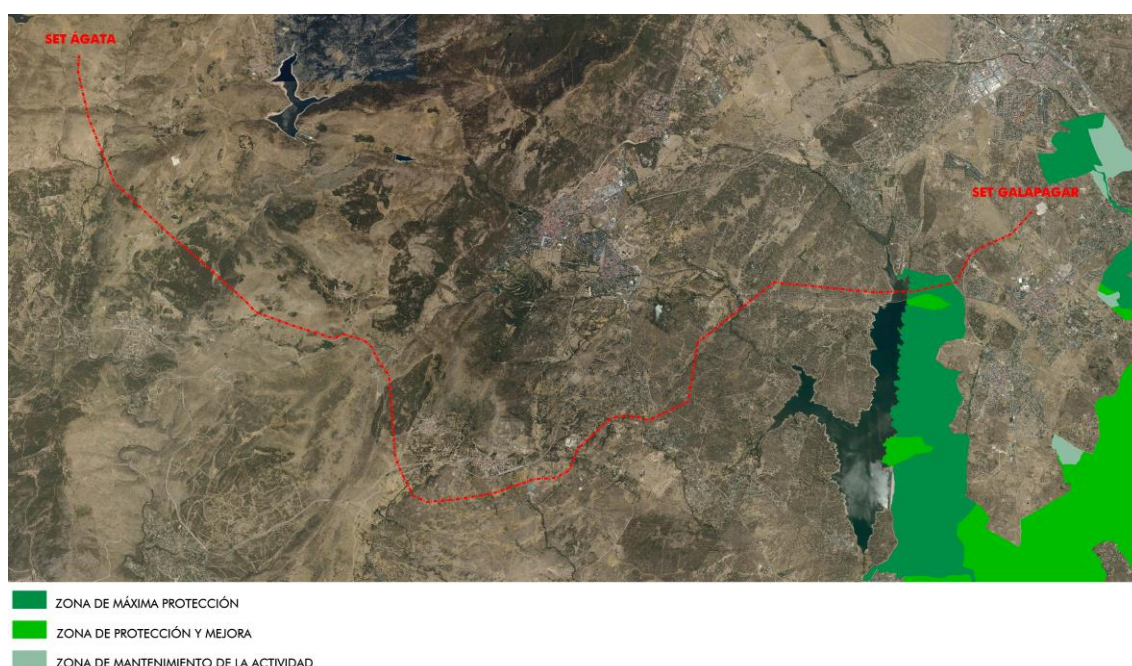 SET ÁGATA
SET GALAPAGAR
ZONA DE MÁXIMA PROTECCIÓN
ZONA DE PROTECCIÓN Y MEJORA
ZONA DE MANTENIMIENTO DE LA ACTIVIDAD